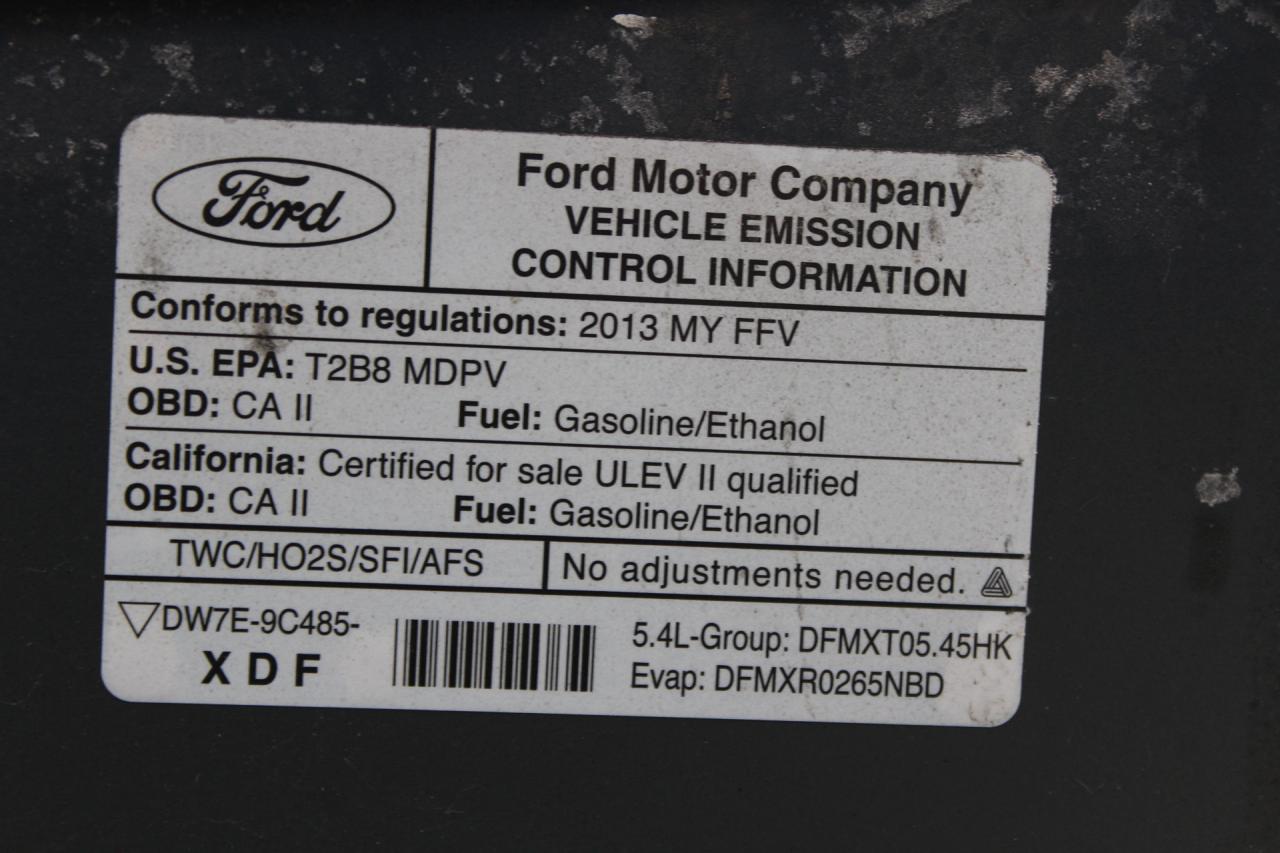 Ford
Ford Motor Company
VEHICLE EMISSION
CONTROL INFORMATION
Conforms to regulations: 2013 MY FFV
U.S. EPA: T2B8 MDPV
OBD: CA II Fuel: Gasoline/Ethanol
California: Certified for sale ULEV II qualified
OBD: CA II Fuel: Gasoline/Ethanol
TWC/HO2S/SFI/AFS
No adjustments needed.
DW7E-9C485-
XDF
5.4L-Group: DFMXT05.45HK
Evap: DFMXR0265NBD